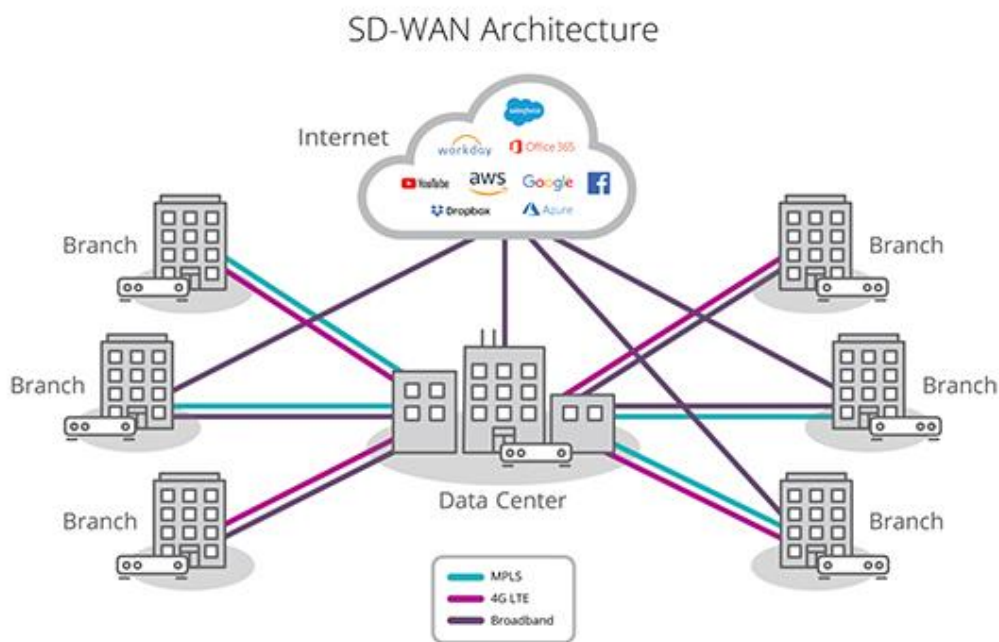 SD-WAN Architecture
Internet
salesforce
workday
Office 365
YouTube
aws
Google
Dropbox
Azure
Branch
Branch
Branch
Branch
Branch
Branch
Data Center
MPLS
4G LTE
Broadband